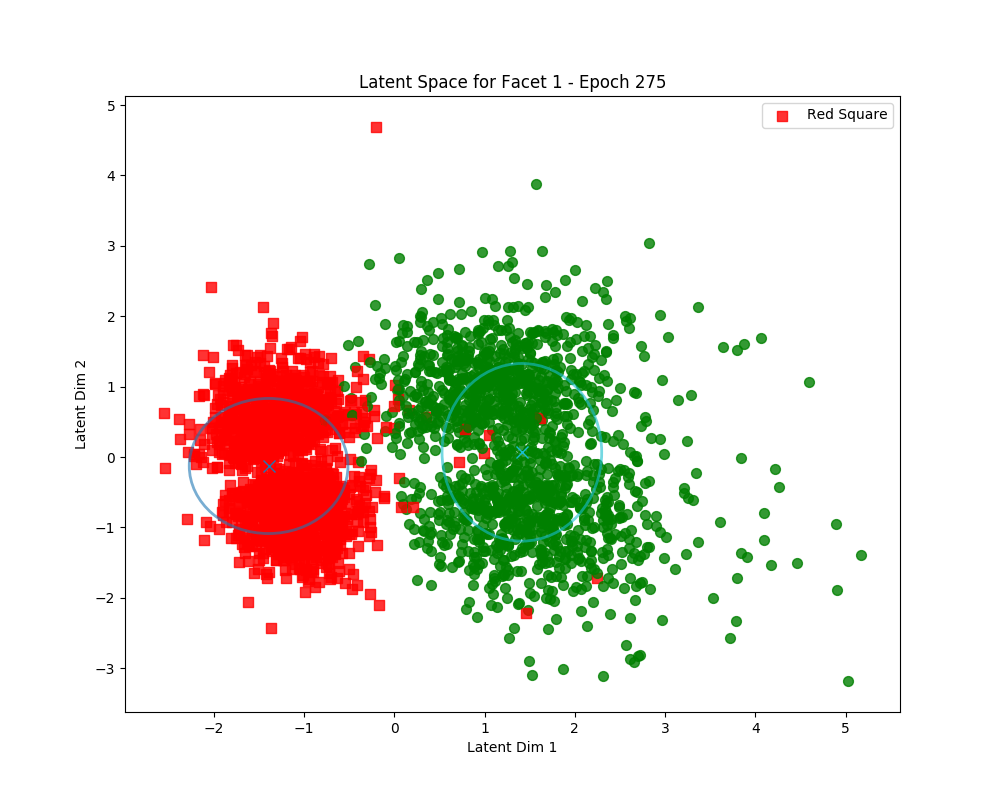 Latent Space for Facet 1 - Epoch 275
Red Square
5
4
3
2
1
0
−1
−2
−3
Latent Dim 2
−2 −1 0 1 2 3 4 5
Latent Dim 1